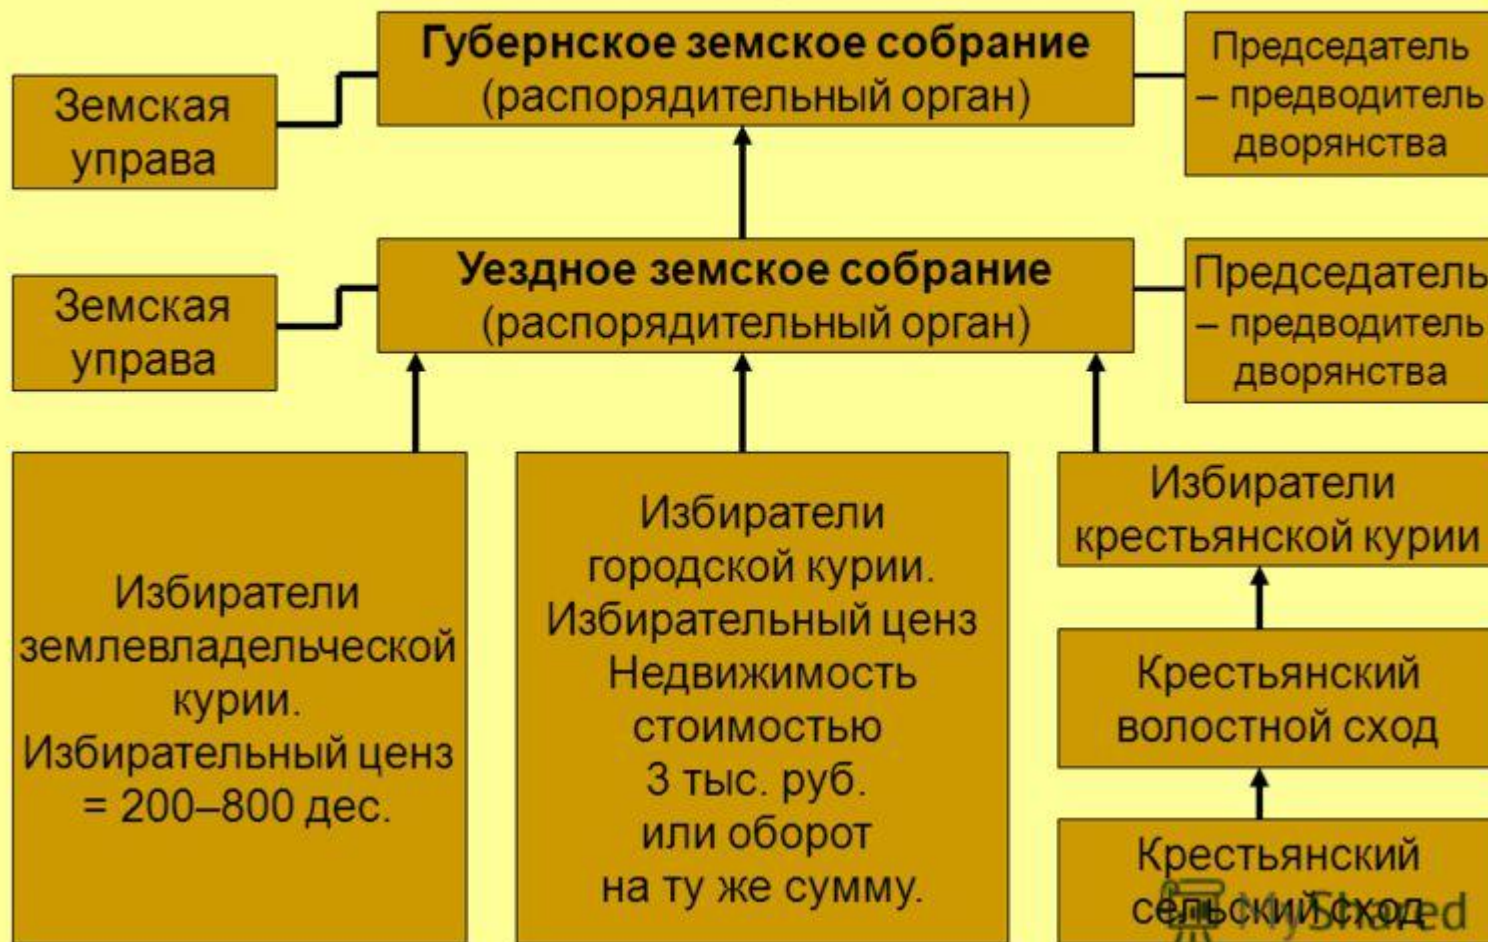 Губернское земское собрание
(распорядительный орган)
Земская
управа
Председатель
– предводитель
дворянства
Уездное земское собрание
(распорядительный орган)
Земская
управа
Председатель
– предводитель
дворянства
Избиратели
землевладельческой
курии.
Избирательный ценз
= 200–800 дес.
Избиратели
городской курии.
Избирательный ценз
Недвижимость
стоимостью
3 тыс. руб.
или оборот
на ту же сумму.
Избиратели
крестьянской курии
Крестьянский
волостной сход
Крестьянский
сельский сход
MyShared